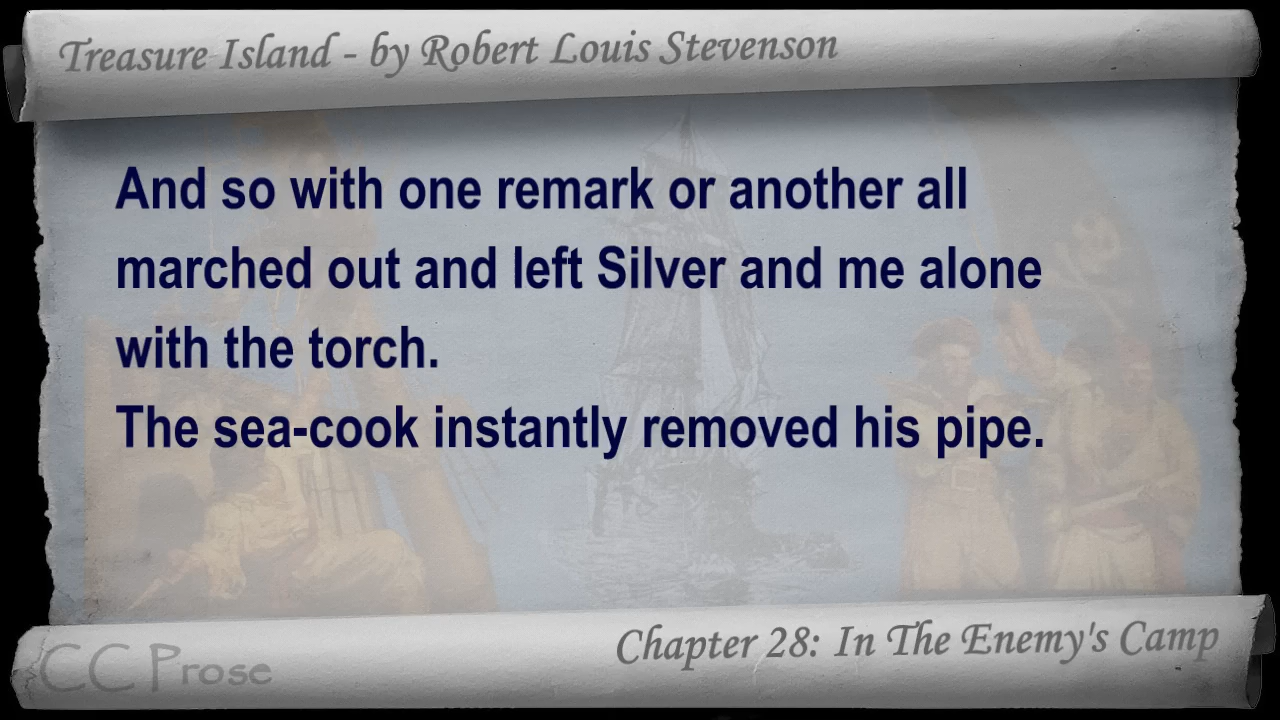 Treasure Island - by Robert Louis Stevenson
And so with one remark or another all
marched out and left Silver and me alone
with the torch.
The sea-cook instantly removed his pipe.
Chapter 28: In The Enemy's Camp
CC Prose